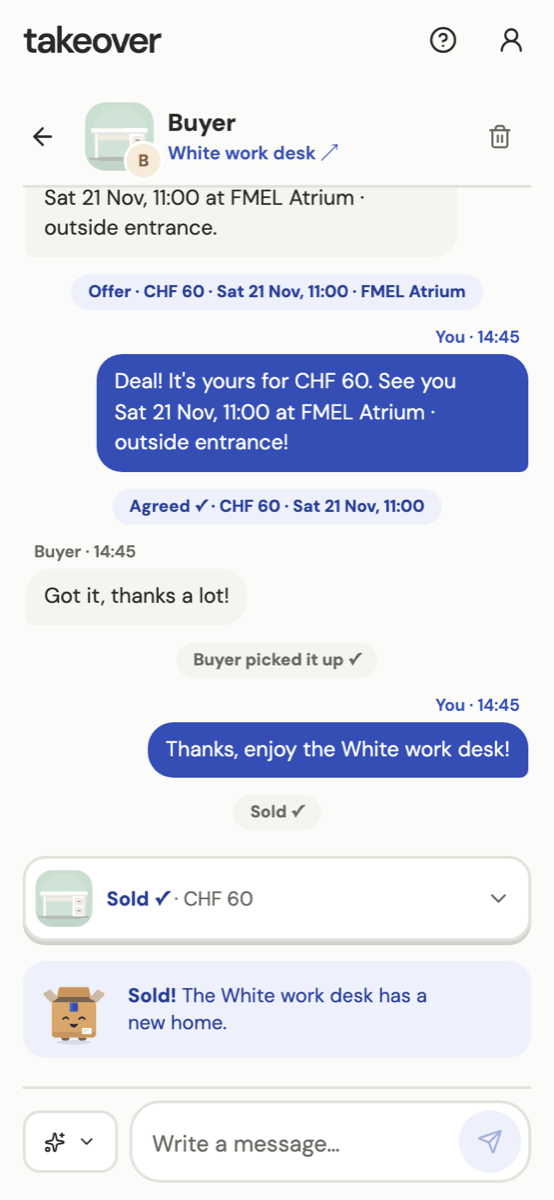 takeover
Buyer
White work desk ↗
B
Sat 21 Nov, 11:00 at FMEL Atrium ·
outside entrance.
Offer · CHF 60 · Sat 21 Nov, 11:00 · FMEL Atrium
You · 14:45
Deal! It's yours for CHF 60. See you
Sat 21 Nov, 11:00 at FMEL Atrium ·
outside entrance!
Agreed ✓ · CHF 60 · Sat 21 Nov, 11:00
Buyer · 14:45
Got it, thanks a lot!
Buyer picked it up ✓
You · 14:45
Thanks, enjoy the White work desk!
Sold ✓
Sold ✓ · CHF 60
Sold! The White work desk has a
new home.
Write a message...